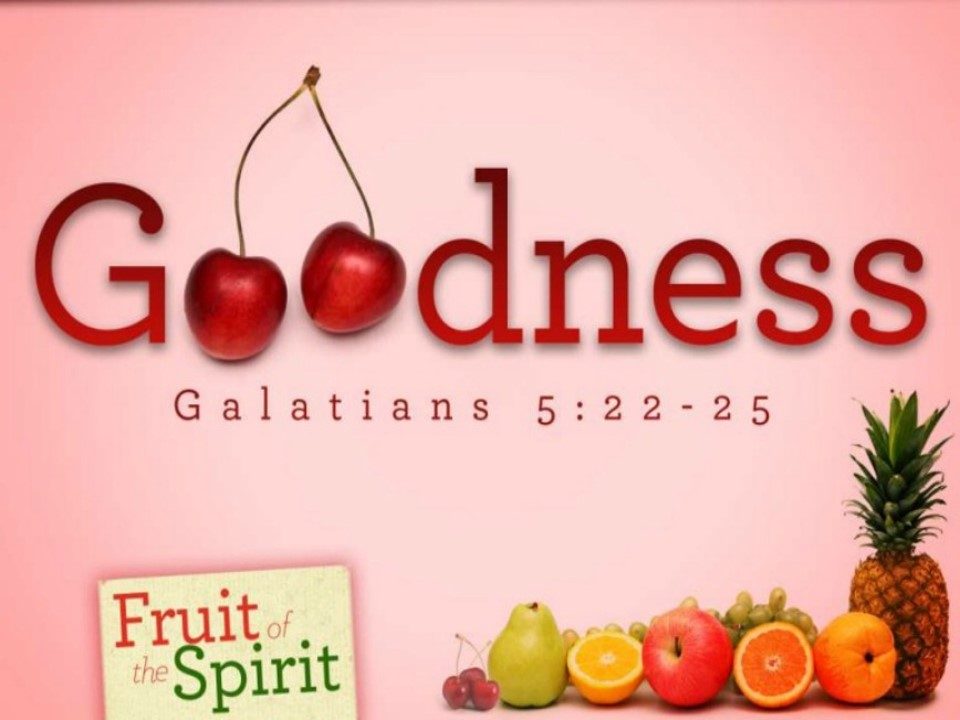 Goodness
Galatians 5:22-25
Fruit of
the Spirit